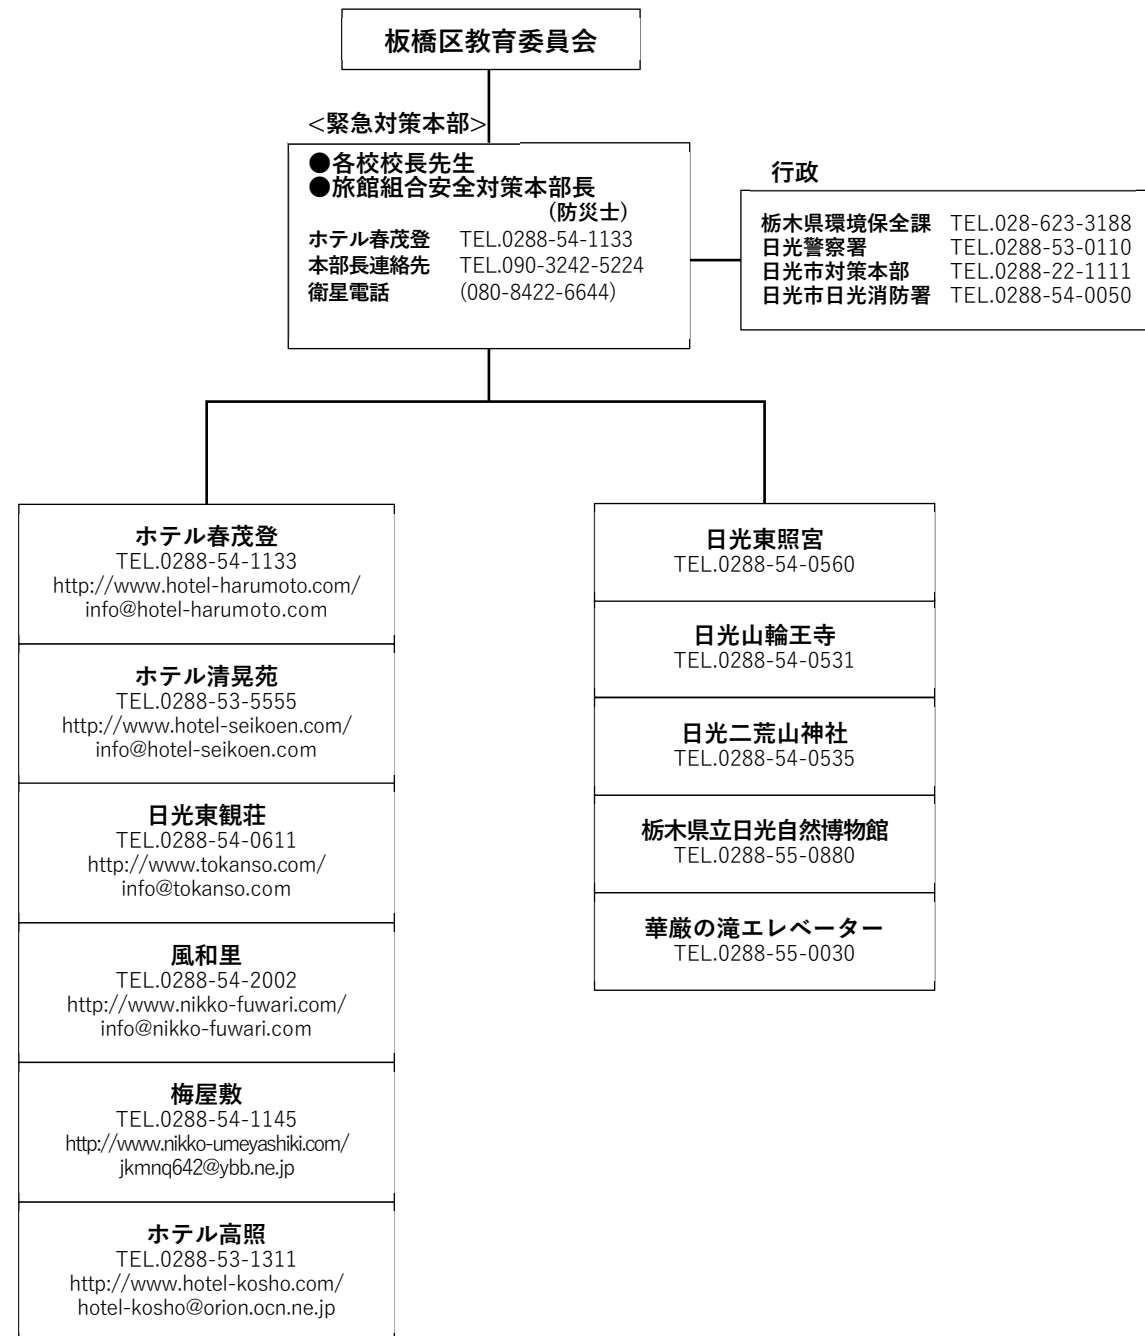 板橋区教育委員会
<緊急対策本部>
●各校校長先生
●旅館組合安全対策本部長
(防災士)
ホテル春茂登 TEL.0288-54-1133
本部長連絡先 TEL.090-3242-5224
衛星電話 (080-8422-6644)
行政
栃木県環境保全課 TEL.028-623-3188
日光警察署 TEL.0288-53-0110
日光市対策本部 TEL.0288-22-1111
日光市日光消防署 TEL.0288-54-0050
ホテル春茂登
TEL.0288-54-1133
http://www.hotel-harumoto.com/
info@hotel-harumoto.com
ホテル清晃苑
TEL.0288-53-5555
http://www.hotel-seikoen.com/
info@hotel-seikoen.com
日光東観荘
TEL.0288-54-0611
http://www.tokanso.com/
info@tokanso.com
風和里
TEL.0288-54-2002
http://www.nikko-fuwari.com/
info@nikko-fuwari.com
梅屋敷
TEL.0288-54-1145
http://www.nikko-umeyashiki.com/
jkmnq642@ybb.ne.jp
ホテル高照
TEL.0288-53-1311
http://www.hotel-kosho.com/
hotel-kosho@orion.ocn.ne.jp
日光東照宮
TEL.0288-54-0560
日光山輪王寺
TEL.0288-54-0531
日光二荒山神社
TEL.0288-54-0535
栃木県立日光自然博物館
TEL.0288-55-0880
華厳の滝エレベーター
TEL.0288-55-0030